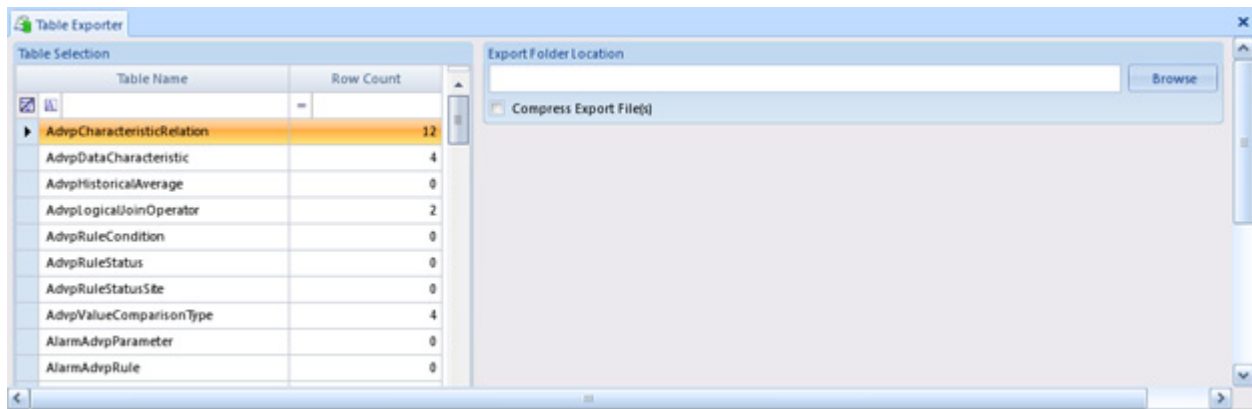 Table Exporter
Table Selection
Table Name Row Count
=
AdvpCharacteristicRelation 12
AdvpDataCharacteristic 4
AdvpHistoricalAverage 0
AdvpLogicalJoinOperator 2
AdvpRuleCondition 0
AdvpRuleStatus 0
AdvpRuleStatusSite 0
AdvpValueComparisonType 4
AlarmAdvpParameter 0
AlarmAdvpRule 0
Export Folder Location
Browse
Compress Export File(s)